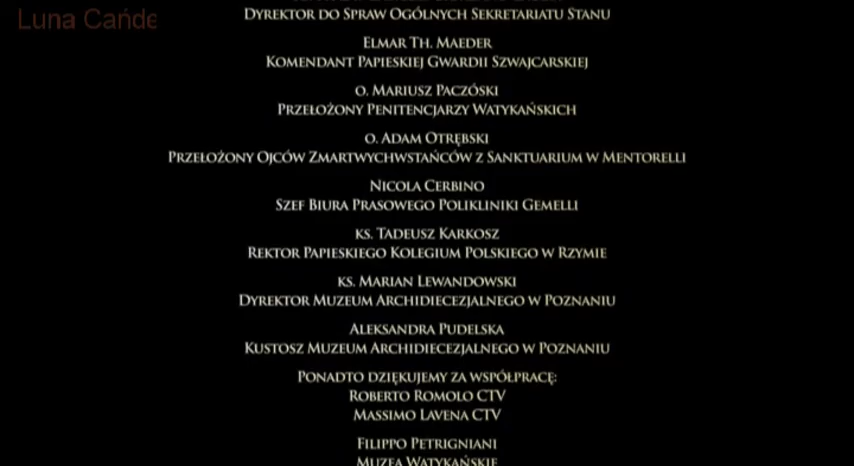 Luna Cande
Dyrektor do Spraw Ogólnych Sekretariatu Stanu
Elmar Th. Maeder
Komendant Papieskiej Gwardii Szwajcarskiej
o. Mariusz Paczóski
Przełożony Penitencjarzy Watykańskich
o. Adam Otrębski
Przełożony Ojców Zmartwychwstańców z Sanktuarium w Mentorelli
Nicola Cerbino
Szef Biura Prasowego Polikliniki Gemelli
ks. Tadeusz Karkosz
Rektor Papieskiego Kolegium Polskiego w Rzymie
ks. Marian Lewandowski
Dyrektor Muzeum Archidiecezjalnego w Poznaniu
Aleksandra Pudelska
Kustosz Muzeum Archidiecezjalnego w Poznaniu
Ponadto dziękujemy za współpracę:
Roberto Romolo CTV
Massimo Lavena CTV
Filippo Petrigniani
Muzea Watykańskie